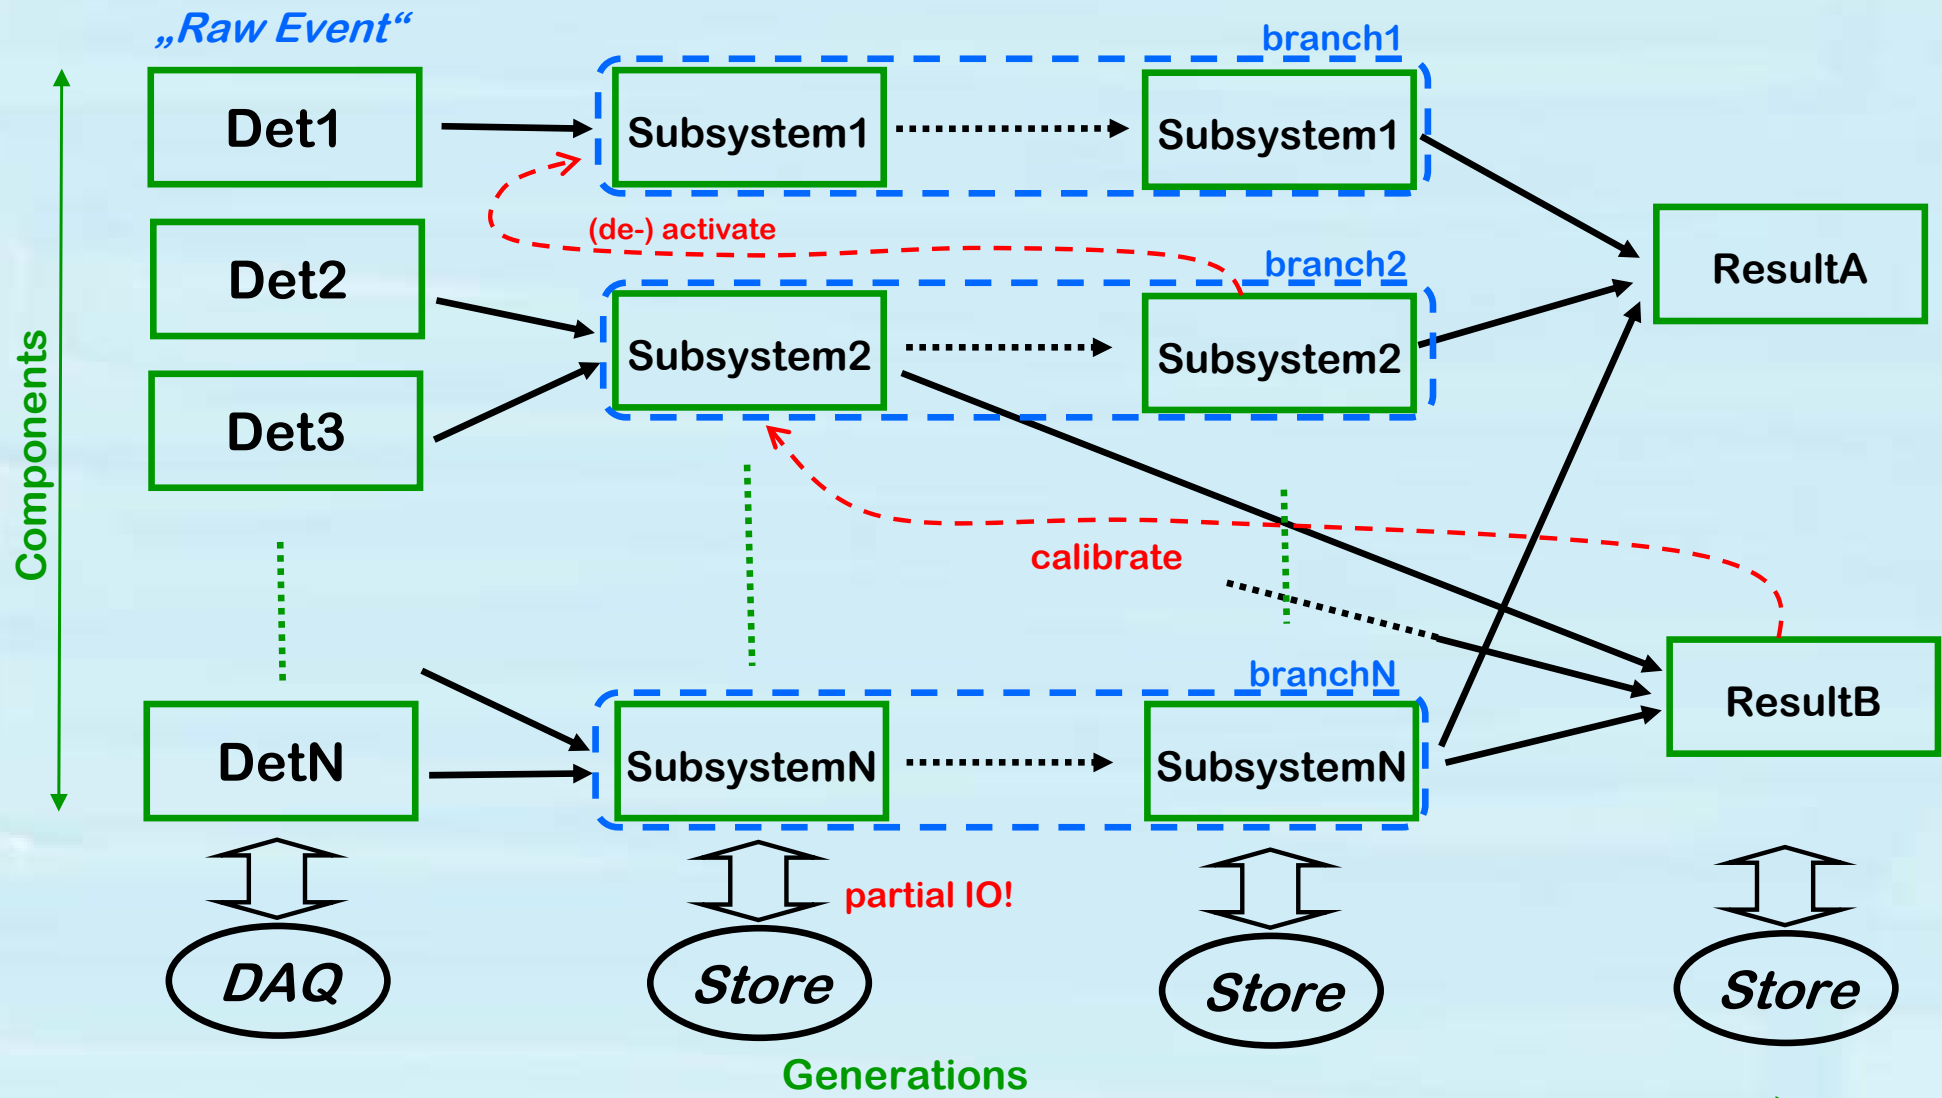 „Raw Event“
branch1
Det1
Subsystem1
Subsystem1
(de-) activate
Det2
branch2
ResultA
Subsystem2
Subsystem2
Det3
Components
calibrate
branchN
ResultB
DetN
SubsystemN
SubsystemN
partial IO!
DAQ
Store
Store
Store
Generations